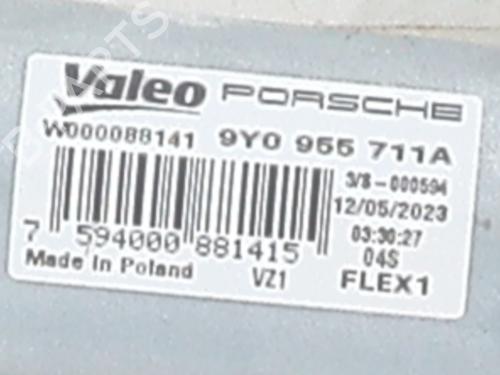 Valeo PORSCHE
W000088141 9Y0 955 711A
3/8-000594
12/05/2023
03:30:27
7 594000 881415
04S
Made In Poland VZ1 FLEX1